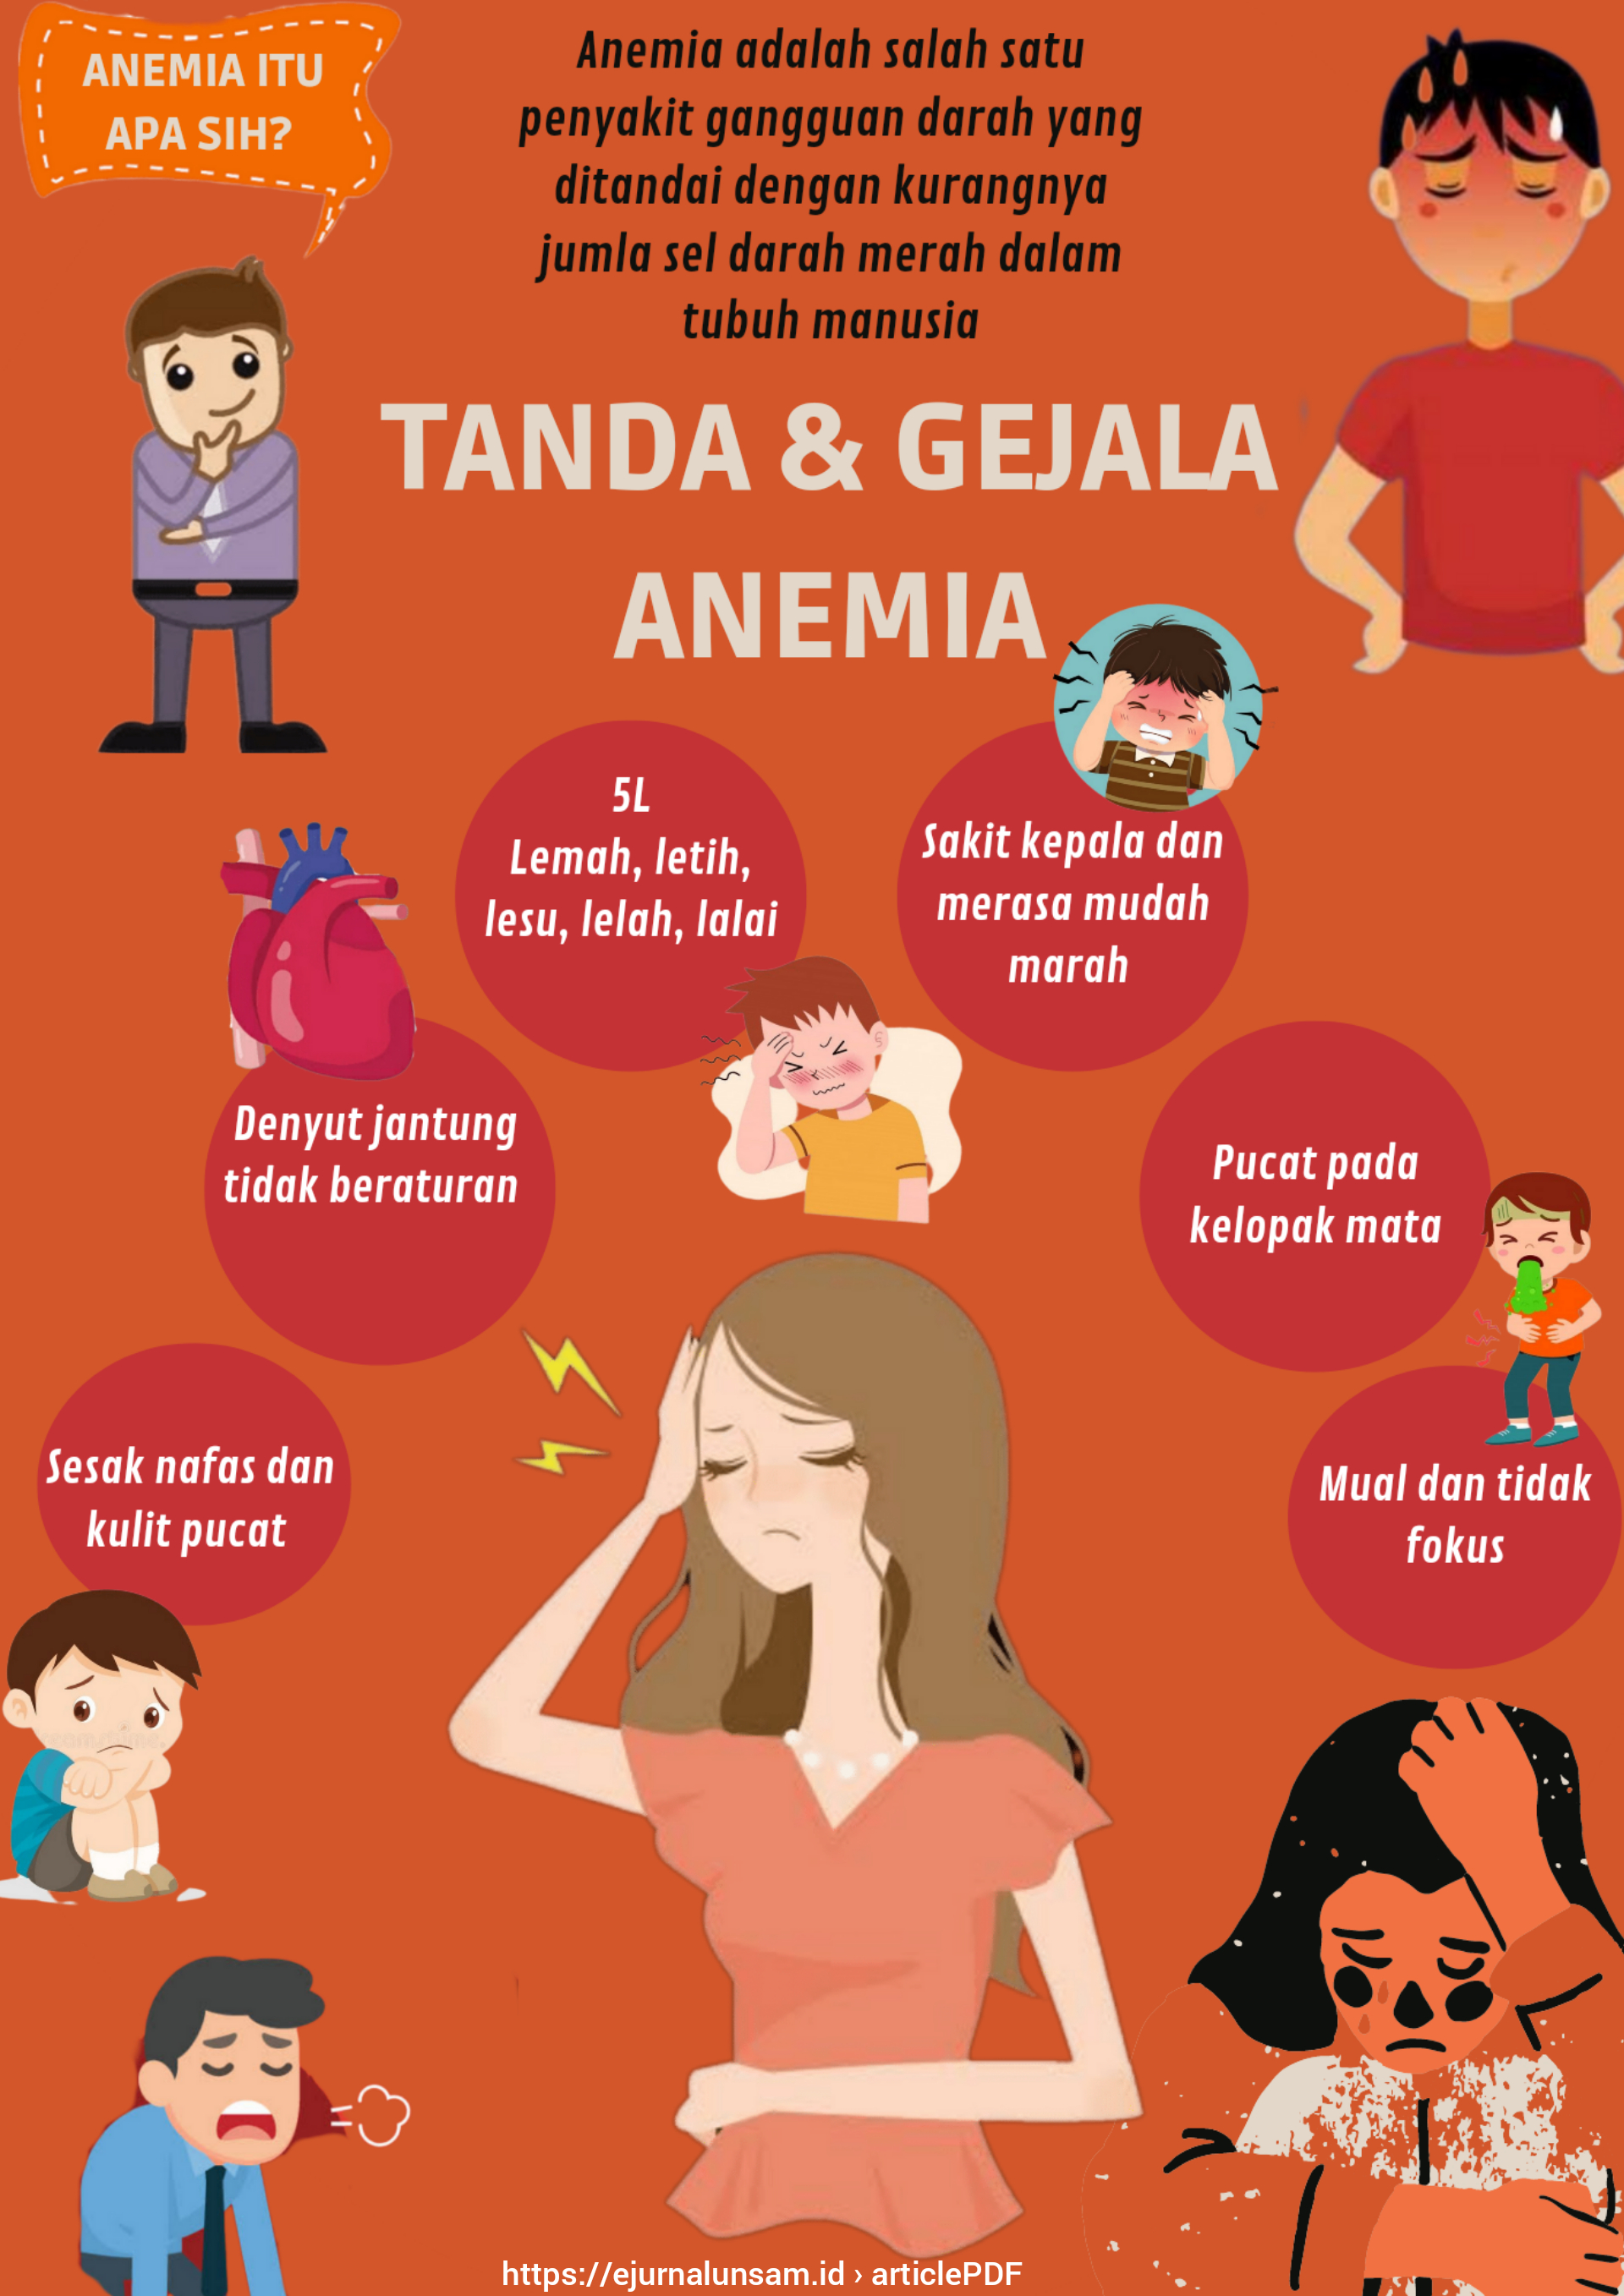 ANEMIA ITU
APA SIH?
Anemia adalah salah satu
penyakit gangguan darah yang
ditandai dengan kurangnya
jumla sel darah merah dalam
tubuh manusia
TANDA & GEJALA
ANEMIA
5L
Lemah, letih,
lesu, lelah, lalai
Sakit kepala dan
merasa mudah
marah
Denyut jantung
tidak beraturan
Pucat pada
kelopak mata
Sesak nafas dan
kulit pucat
Mual dan tidak
fokus
https://ejurnalunsam.id › articlePDF